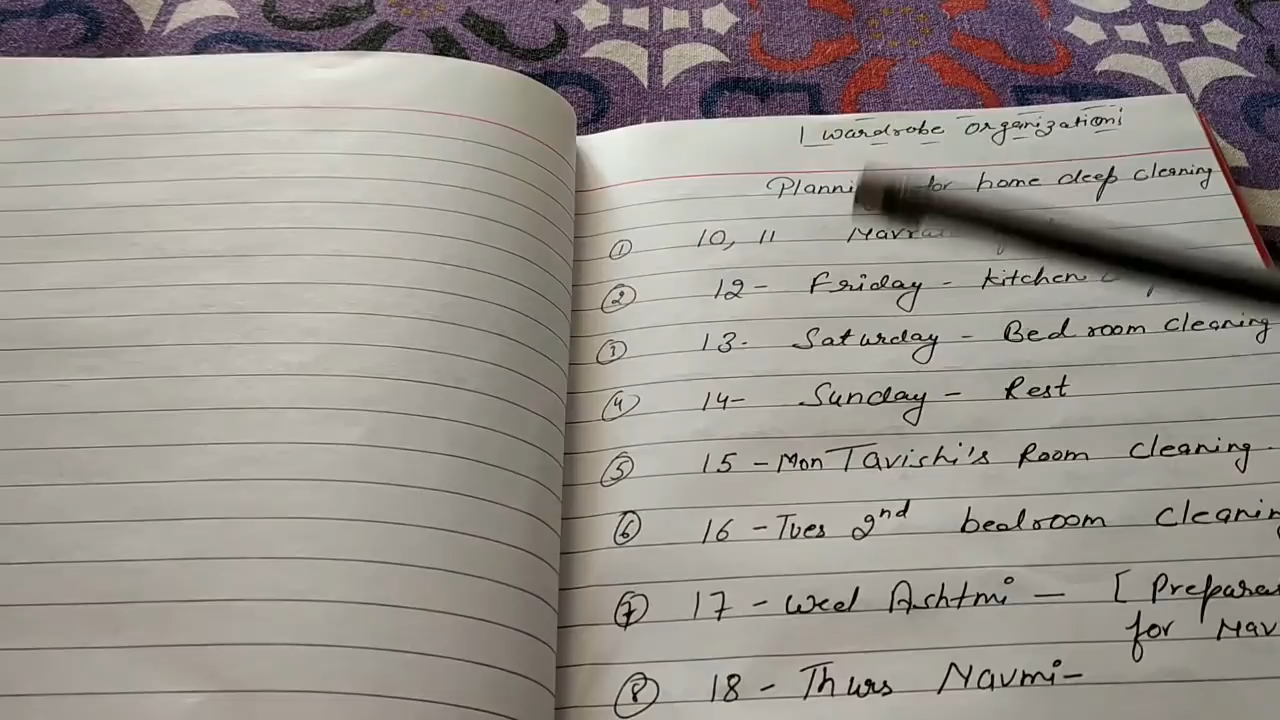 1 wardrobe organization
Planni for home deep cleaning
① 10, 11
② 12- Friday - Kitchen
③ 13- Saturday - Bed room cleaning
④ 14- Sunday - Rest
⑤ 15 - Mon Tavishi's Room Cleaning
⑥ 16 - Tues 2nd bedroom cleanin
⑦ 17 - Wed Ashtmi - [ Prepara
for Nav
⑧ 18 - Thurs Navmi-